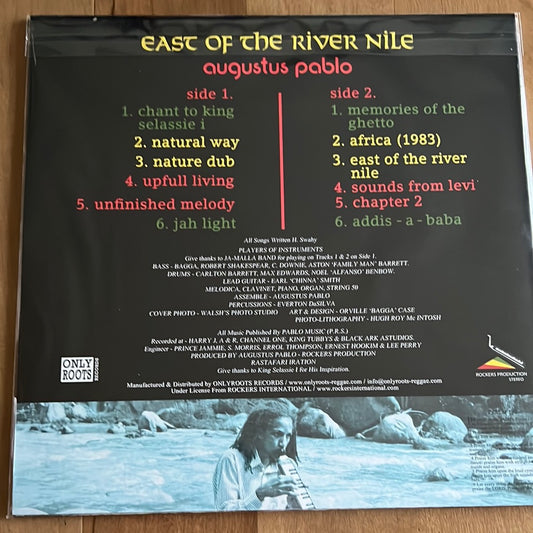 EAST OF THE RIVER NILE
augustus pablo
side 1.
1. chant to king
selassie i
2. natural way
3. nature dub
4. upfull living
5. unfinished melody
6. jah light
side 2.
1. memories of the
ghetto
2. africa (1983)
3. east of the river
nile
4. sounds from levi
5. chapter 2
6. addis - a - baba
All Songs Written H. Swaby
PLAYERS OF INSTRUMENTS
Give thanks to JA-MALLA BAND for playing on Tracks 1 & 2 on Side 1.
BASS - BAGGA, ROBERT SHAKESPEAR, C. DOWNIE, ASTON 'FAMILY MAN' BARRETT.
DRUMS - CARLTON BARRETT, MAX EDWARDS, NOEL 'ALFANSO' BENBOW.
LEAD GUITAR - EARL 'CHINNA' SMITH
MELODICA, CLAVINET, PIANO, ORGAN, STRING 50
ASSEMBLE - AUGUSTUS PABLO
PERCUSSIONS - EVERTON DaSILVA
COVER PHOTO - WALSH'S PHOTO STUDIO ART & DESIGN - ORVILLE 'BAGGA' CASE
PHOTO-LITHOGRAPHY - HUGH ROY Mc INTOSH
All Music Published By PABLO MUSIC (P.R.S.)
Recorded at - HARRY J, A & R, CHANNEL ONE, KING TUBBYS & BLACK ARK ASTUDIOS.
Engineer - PRINCE JAMMIE, S. MORRIS, ERROL THOMPSON, ERNEST HOOKIM & LEE PERRY
PRODUCED BY AUGUSTUS PABLO - ROCKERS PRODUCTION
RASTAFARI IRATION
Give thanks to King Selassie I For His Inspiration.
Manufactured & Distributed by ONLYROOTS RECORDS / www.onlyroots-reggae.com / info@onlyroots-reggae.com
Under License From ROCKERS INTERNATIONAL / www.rockersinternational.com
ONLY
ROOTS
RECORDS
ROCKERS PRODUCTION
STEREO